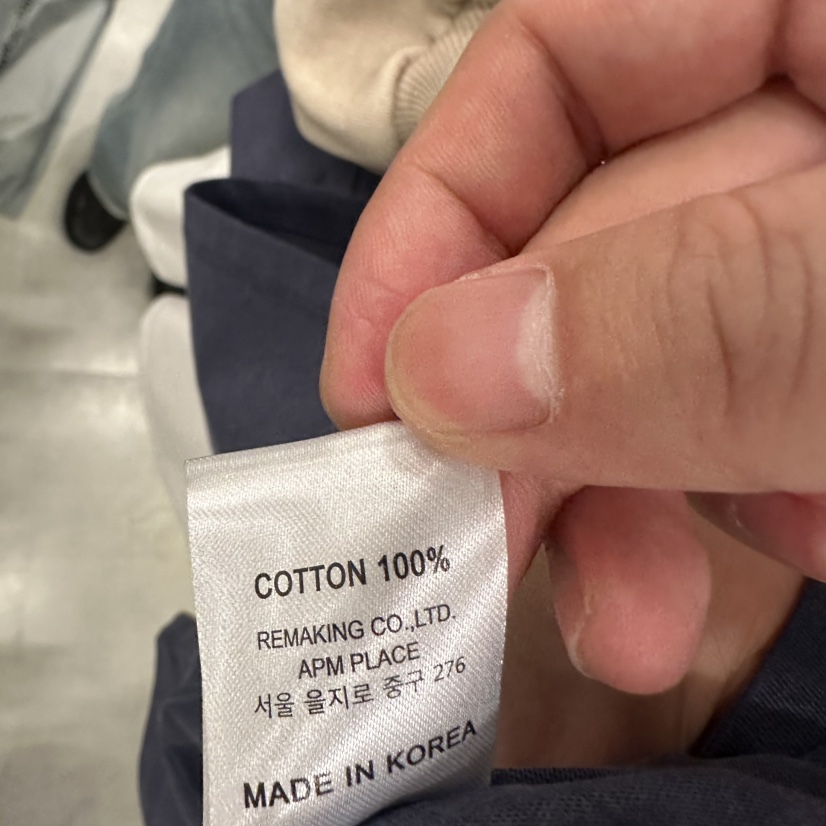 COTTON 100%
REMAKING CO.,LTD.
APM PLACE
서울 을지로 중구 276
MADE IN KOREA